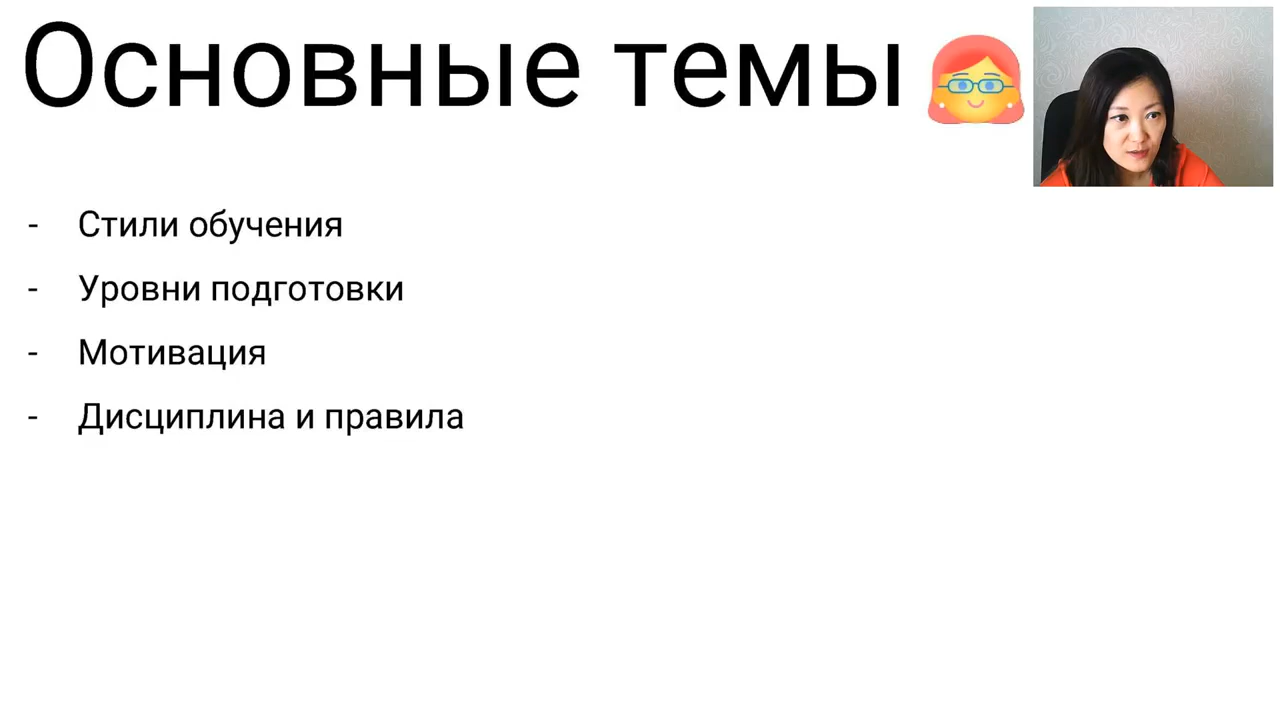 Основные темы
- Стили обучения
- Уровни подготовки
- Мотивация
- Дисциплина и правила